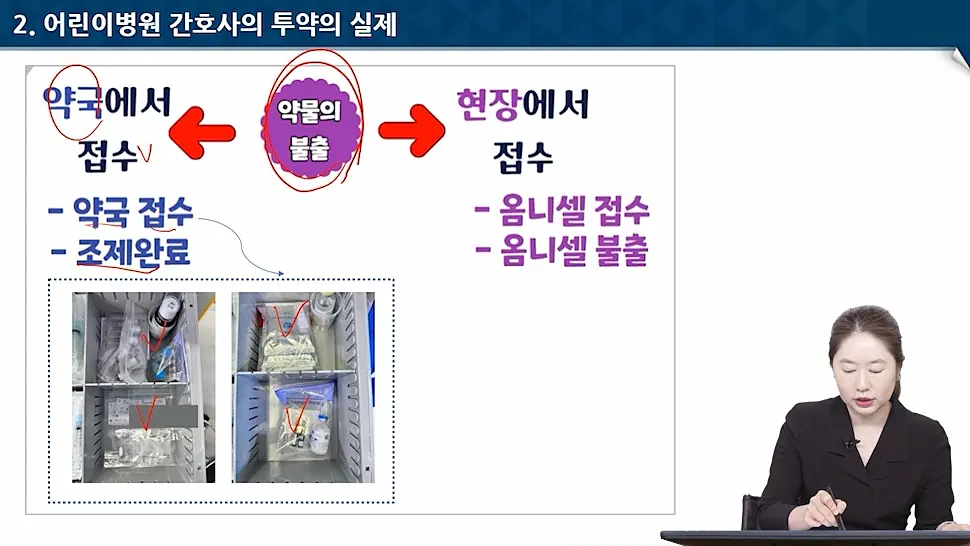 2. 어린이병원 간호사의 투약의 실제
약국에서
접수
약물의
불출
현장에서
접수
- 약국 접수
- 조제완료
- 옴니셀 접수
- 옴니셀 불출